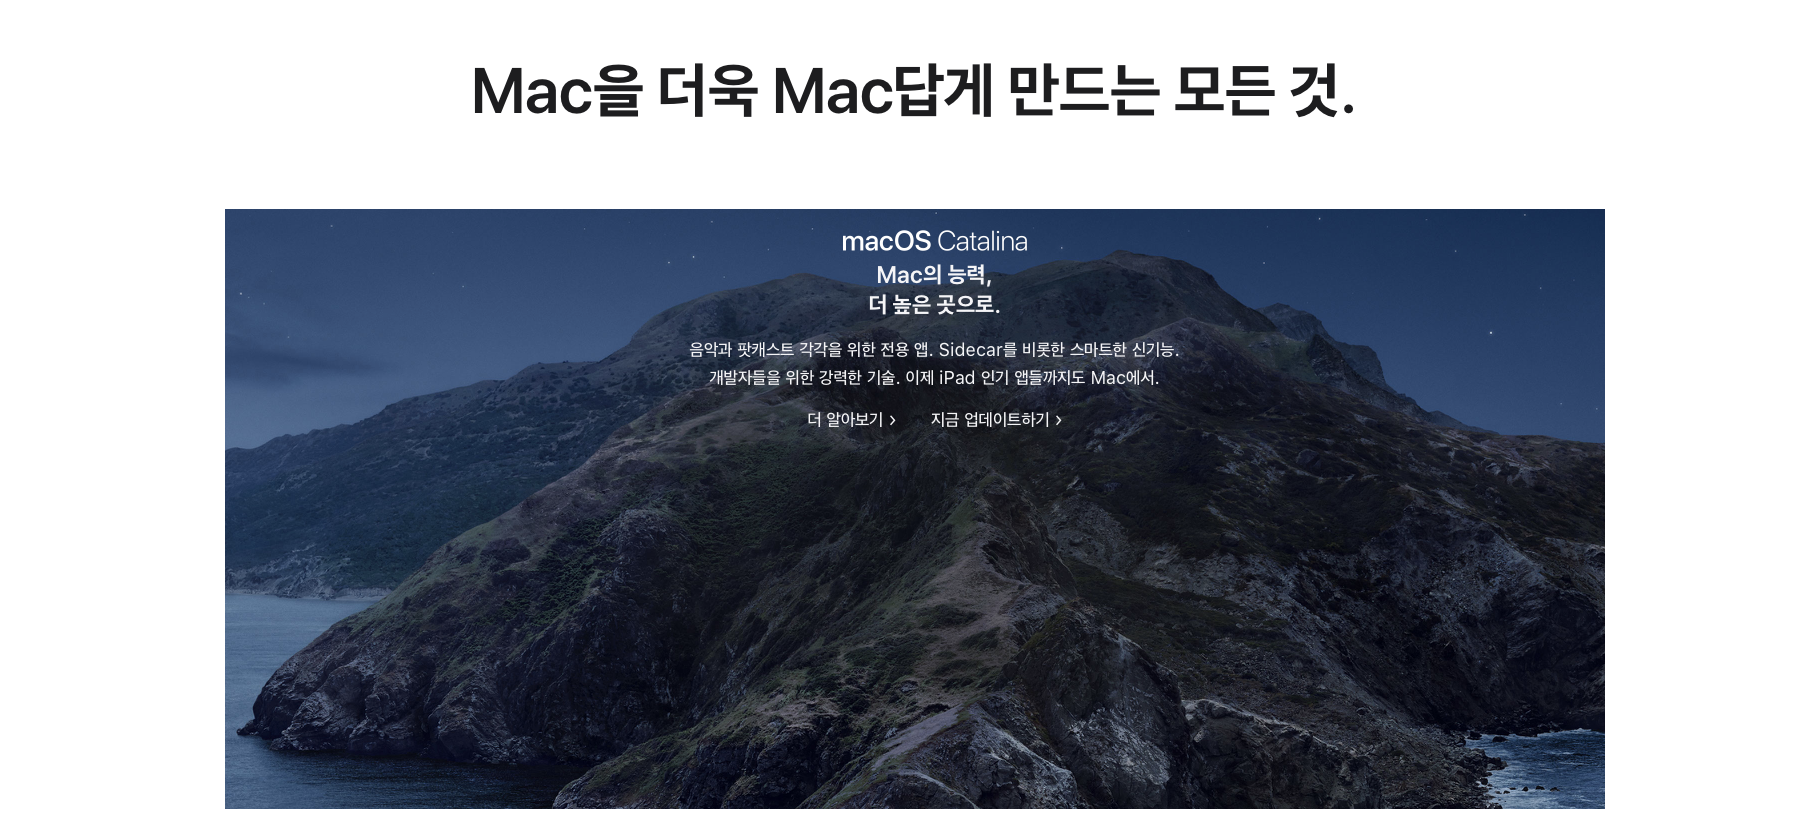 Mac을 더욱 Mac답게 만드는 모든 것.
macOS Catalina
Mac의 능력,
더 높은 곳으로.
음악과 팟캐스트 각각을 위한 전용 앱. Sidecar를 비롯한 스마트한 신기능.
개발자들을 위한 강력한 기술. 이제 iPad 인기 앱들까지도 Mac에서.
더 알아보기 > 지금 업데이트하기 >